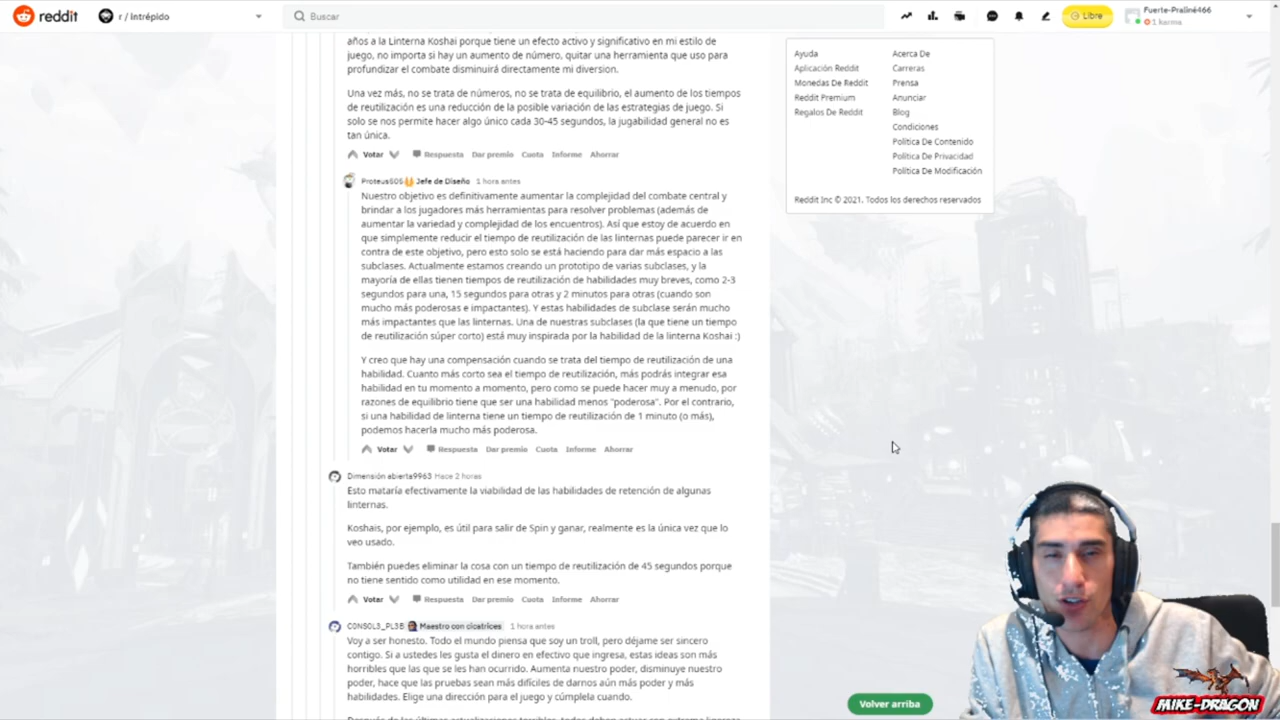 reddit
r / Intrépido
Buscar
Libre
Fuerte-Praliné466
1 karma
años a la Linterna Koshai porque tiene un efecto activo y significativo en mi estilo de
juego, no importa si hay un aumento de número, quitar una herramienta que uso para
profundizar el combate disminuirá directamente mi diversion.
Una vez más, no se trata de números, no se trata de equilibrio, el aumento de los tiempos
de reutilización es una reducción de la posible variación de las estrategias de juego. Si
solo se nos permite hacer algo único cada 30-45 segundos, la jugabilidad general no es
tan única.
Votar Respuesta Dar premio Cuota Informe Ahorrar
Proteus505 Jefe de Diseño 1 hora antes
Nuestro objetivo es definitivamente aumentar la complejidad del combate central y
brindar a los jugadores más herramientas para resolver problemas (además de
aumentar la variedad y complejidad de los encuentros). Así que estoy de acuerdo en
que simplemente reducir el tiempo de reutilización de las linternas puede parecer ir en
contra de este objetivo, pero esto solo se está haciendo para dar más espacio a las
subclases. Actualmente estamos creando un prototipo de varias subclases, y la
mayoría de ellas tienen tiempos de reutilización de habilidades muy breves, como 2-3
segundos para una, 15 segundos para otras y 2 minutos para otras (cuando son
mucho más poderosas e impactantes). Y estas habilidades de subclase serán mucho
más impactantes que las linternas. Una de nuestras subclases (la que tiene un tiempo
de reutilización súper corto) está muy inspirada por la habilidad de la linterna Koshai :)
Y creo que hay una compensación cuando se trata del tiempo de reutilización de una
habilidad. Cuanto más corto sea el tiempo de reutilización, más podrás integrar esa
habilidad en tu momento a momento, pero como se puede hacer muy a menudo, por
razones de equilibrio tiene que ser una habilidad menos "poderosa". Por el contrario,
si una habilidad de linterna tiene un tiempo de reutilización de 1 minuto (o más),
podemos hacerla mucho más poderosa.
Votar Respuesta Dar premio Cuota Informe Ahorrar
Dimensión abierta9963 Hace 2 horas
Esto mataría efectivamente la viabilidad de las habilidades de retención de algunas
linternas.
Koshais, por ejemplo, es útil para salir de Spin y ganar, realmente es la única vez que lo
veo usado.
También puedes eliminar la cosa con un tiempo de reutilización de 45 segundos porque
no tiene sentido como utilidad en ese momento.
Votar Respuesta Dar premio Cuota Informe Ahorrar
C0NS0L3_PL3B Maestro con cicatrices 1 hora antes
Voy a ser honesto. Todo el mundo piensa que soy un troll, pero déjame ser sincero
contigo. Si a ustedes les gusta el dinero en efectivo que ingresa, estas ideas son más
horribles que las que se les han ocurrido. Aumenta nuestro poder, disminuye nuestro
poder, hace que las pruebas sean más difíciles de darnos aún más poder y más
habilidades. Elige una dirección para el juego y cúmplela cuando.
Ayuda
Aplicación Reddit
Monedas De Reddit
Reddit Premium
Regalos De Reddit
Acerca De
Carreras
Prensa
Anunciar
Blog
Condiciones
Política De Contenido
Política De Privacidad
Política De Modificación
Reddit Inc © 2021. Todos los derechos reservados
Volver arriba
MIKE-DRAGON